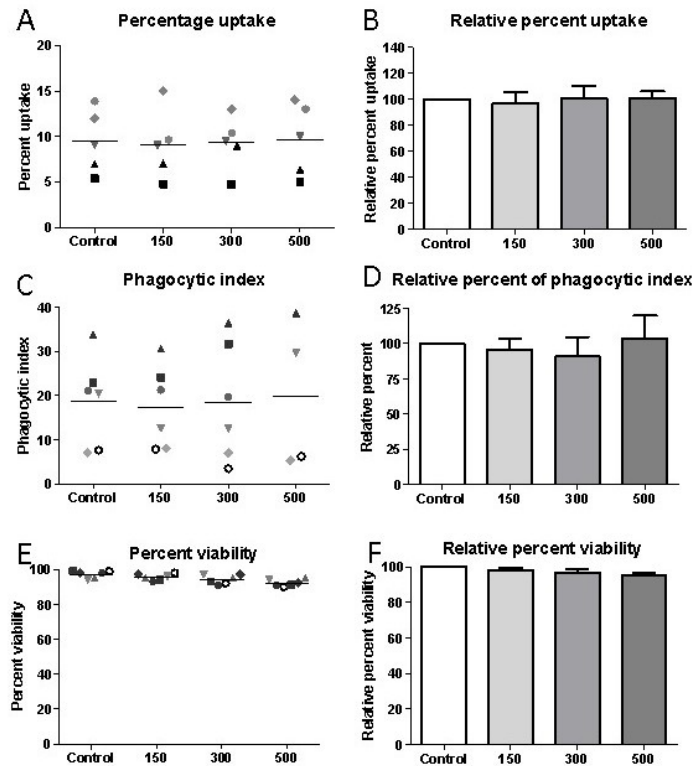 A
Percentage uptake
20
15
10
5
0
Percent uptake
Control 150 300 500
B
Relative percent uptake
140
120
100
80
60
40
20
0
Relative percent uptake
Control 150 300 500
C
Phagocytic index
40
30
20
10
0
Phagocytic index
Control 150 300 500
D
Relative percent of phagocytic index
125
100
75
50
25
0
Relative percent
Control 150 300 500
E
Percent viability
100
80
60
40
20
0
Percent viability
Control 150 300 500
F
Relative percent viability
100
80
60
40
20
0
Relative percent viability
Control 150 300 500